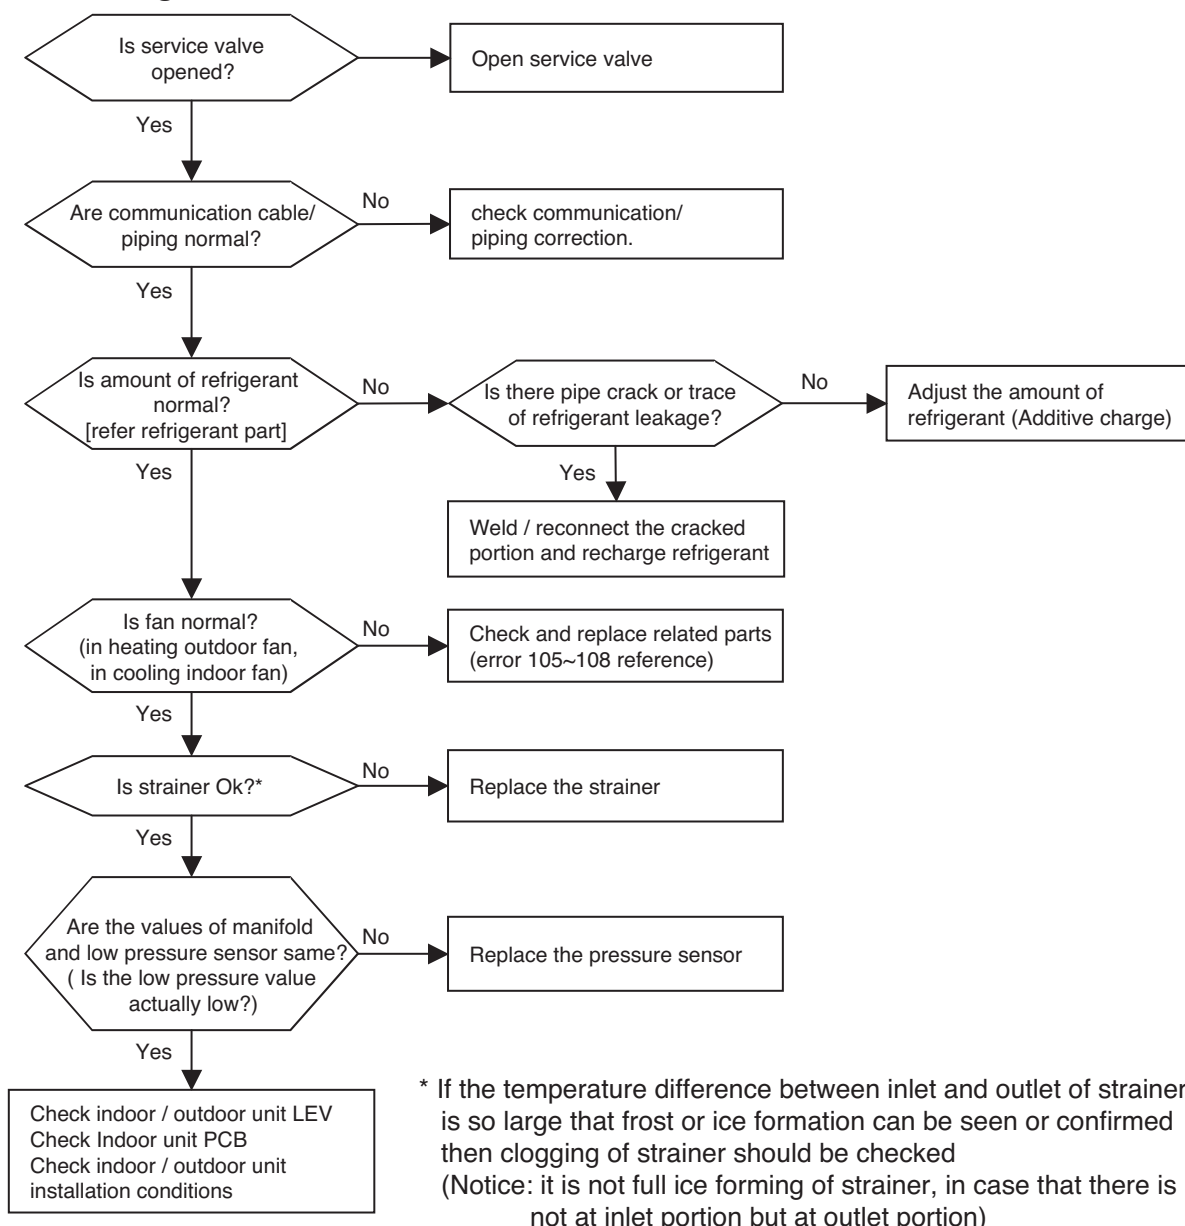 Is service valve
opened?
Open service valve
Yes
Are communication cable/
piping normal?
No
check communication/
piping correction.
Yes
Is amount of refrigerant
normal?
[refer refrigerant part]
No
Is there pipe crack or trace
of refrigerant leakage?
No
Adjust the amount of
refrigerant (Additive charge)
Yes
Yes
Weld / reconnect the cracked
portion and recharge refrigerant
Is fan normal?
(in heating outdoor fan,
in cooling indoor fan)
No
Check and replace related parts
(error 105~108 reference)
Yes
Is strainer Ok?*
No
Replace the strainer
Yes
Are the values of manifold
and low pressure sensor same?
( Is the low pressure value
actually low?)
No
Replace the pressure sensor
Yes
Check indoor / outdoor unit LEV
Check Indoor unit PCB
Check indoor / outdoor unit
installation conditions
* If the temperature difference between inlet and outlet of strainer
is so large that frost or ice formation can be seen or confirmed
then clogging of strainer should be checked
(Notice: it is not full ice forming of strainer, in case that there is
not at inlet portion but at outlet portion)